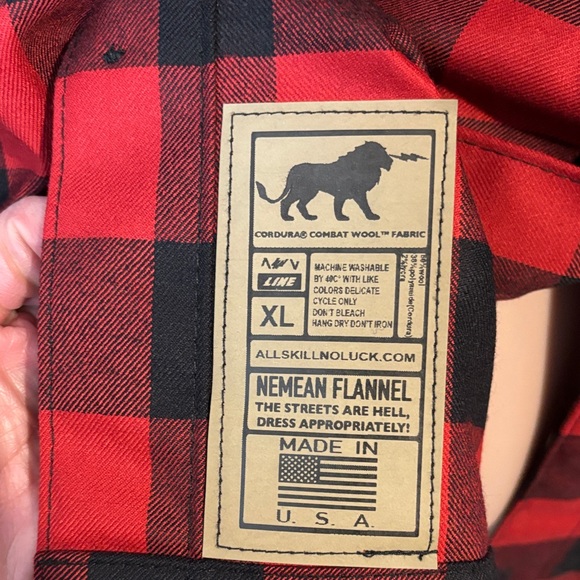 CORDURA® COMBAT WOOL™ FABRIC
LINE
XL
MACHINE WASHABLE
BY 40C° WITH LIKE
COLORS DELICATE
CYCLE ONLY
DON'T BLEACH
HANG DRY DON'T IRON
ALLSKILLNOLUCK.COM
NEMEAN FLANNEL
THE STREETS ARE HELL,
DRESS APPROPRIATELY!
MADE IN
U. S. A.